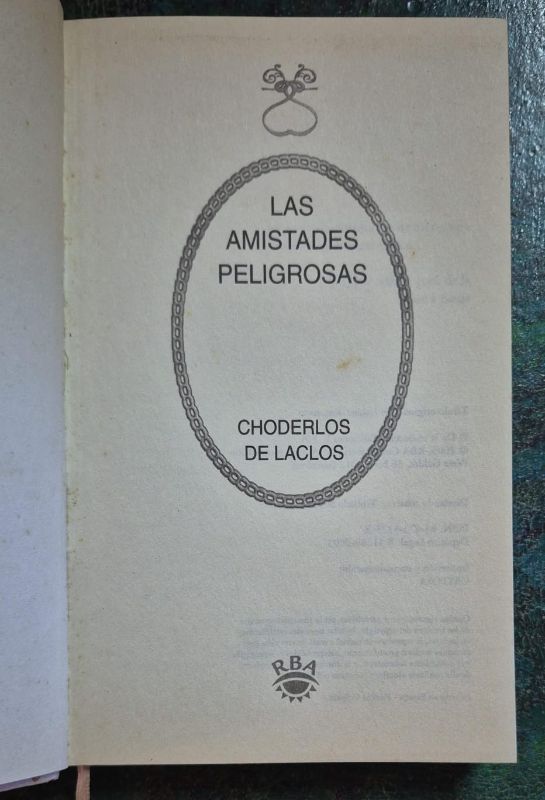 LAS
AMISTADES
PELIGROSAS
CHODERLOS
DE LACLOS
RBA